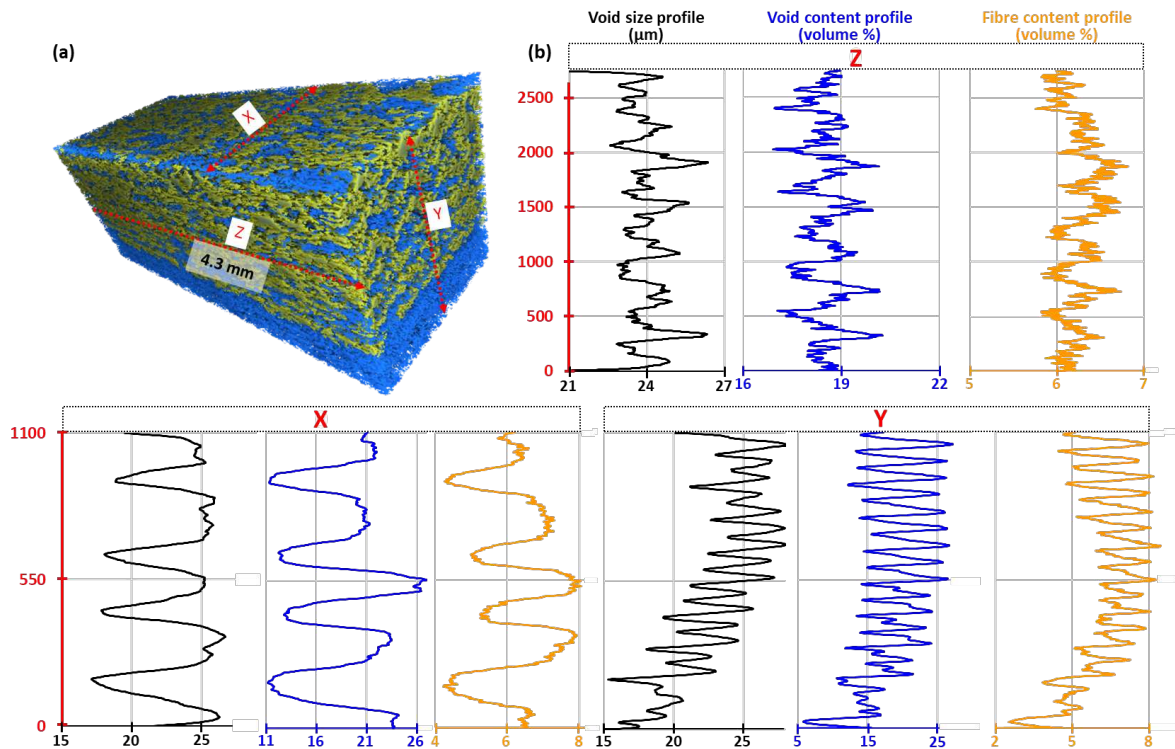 (a)
X
Y
Z
4.3 mm
(b)
Void size profile
(µm)
Void content profile
(volume %)
Fibre content profile
(volume %)
Z
2500
2000
1500
1000
500
0
21 24 27
16 19 22
5 6 7
X
1100
550
0
15 20 25
11 16 21 26
4 6 8
Y
15 20 25
5 15 25
2 5 8